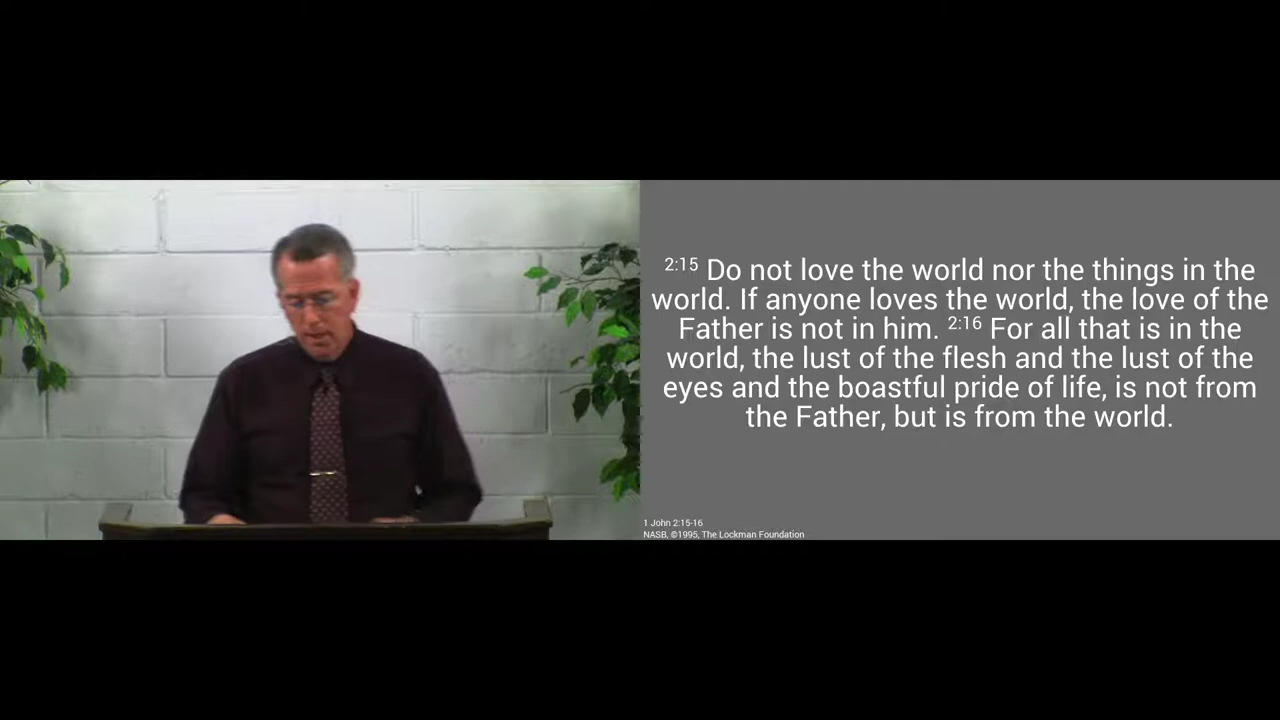 2:15 Do not love the world nor the things in the
world. If anyone loves the world, the love of the
Father is not in him. 2:16 For all that is in the
world, the lust of the flesh and the lust of the
eyes and the boastful pride of life, is not from
the Father, but is from the world.
1 John 2:15-16
NASB, ©1995, The Lockman Foundation